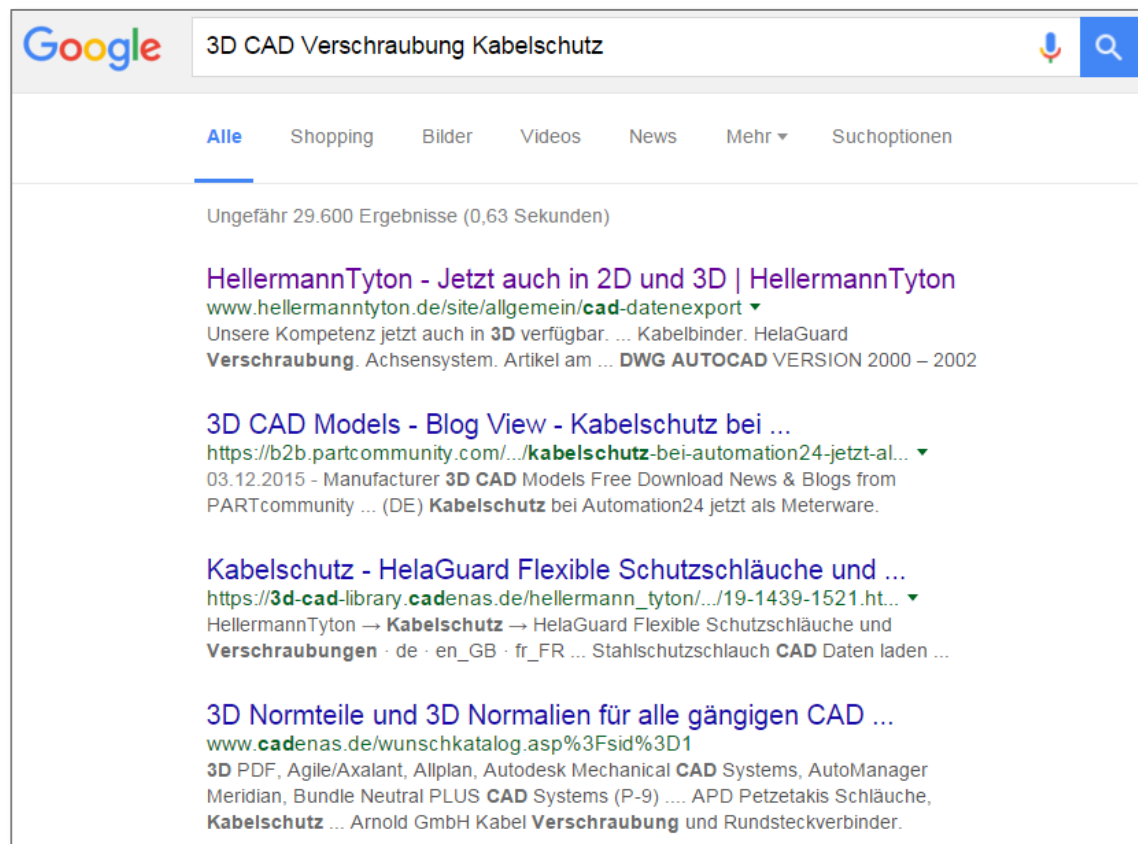 Google 3D CAD Verschraubung Kabelschutz
Alle Shopping Bilder Videos News Mehr ▾ Suchoptionen
Ungefähr 29.600 Ergebnisse (0,63 Sekunden)
HellermannTyton - Jetzt auch in 2D und 3D | HellermannTyton
www.hellermanntyton.de/site/allgemein/cad-datenexport ▾
Unsere Kompetenz jetzt auch in 3D verfügbar. ... Kabelbinder. HelaGuard
Verschraubung. Achsensystem. Artikel am ... DWG AUTOCAD VERSION 2000 – 2002
3D CAD Models - Blog View - Kabelschutz bei ...
https://b2b.partcommunity.com/.../kabelschutz-bei-automation24-jetzt-al... ▾
03.12.2015 - Manufacturer 3D CAD Models Free Download News & Blogs from
PARTcommunity ... (DE) Kabelschutz bei Automation24 jetzt als Meterware.
Kabelschutz - HelaGuard Flexible Schutzschläuche und ...
https://3d-cad-library.cadenas.de/hellermann_tyton/.../19-1439-1521.ht... ▾
HellermannTyton → Kabelschutz → HelaGuard Flexible Schutzschläuche und
Verschraubungen · de · en_GB · fr_FR ... Stahlschutzschlauch CAD Daten laden ...
3D Normteile und 3D Normalien für alle gängigen CAD ...
www.cadenas.de/wunschkatalog.asp%3Fsid%3D1
3D PDF, Agile/Axalant, Allplan, Autodesk Mechanical CAD Systems, AutoManager
Meridian, Bundle Neutral PLUS CAD Systems (P-9) .... APD Petzetakis Schläuche,
Kabelschutz ... Arnold GmbH Kabel Verschraubung und Rundsteckverbinder.